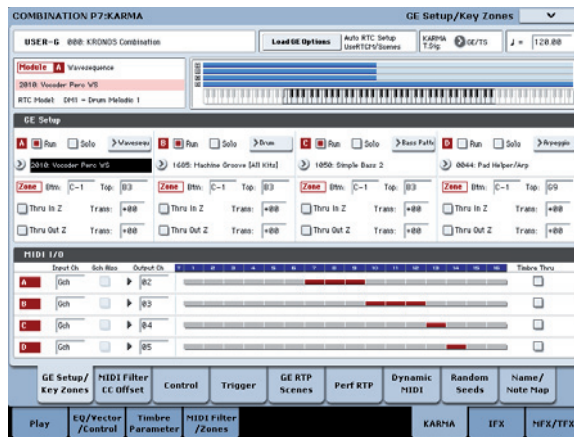 COMBINATION P7:KARMA GE Setup/Key Zones
USER-G 000: KRONOS Combination Load GE Options Auto RTC Setup UseRTCM/Scenes KARMA T.Sig GE/TS ♩ = 120.00
Module A Wavesequence
2010: Vocoder Perc WS
RTC Model: DM1 - Drum Melodic 1
GE Setup
A Run Solo >Wavesequ B Run Solo >Drum C Run Solo >Bass Patte D Run Solo >Arpeggio
2010: Vocoder Perc WS 1605: Machine Groove [All Kits] 1050: Simple Bass 2 0044: Pad Helper/Arp
Zone Btm: C-1 Top: B3 Zone Btm: C-1 Top: B3 Zone Btm: C-1 Top: B3 Zone Btm: C-1 Top: G9
Thru In Z Trans: +00 Thru In Z Trans: +00 Thru In Z Trans: +00 Thru In Z Trans: +00
Thru Out Z Trans: +00 Thru Out Z Trans: +00 Thru Out Z Trans: +00 Thru Out Z Trans: +00
MIDI I/O
Input Ch Gch Also Output Ch T 1 2 3 4 5 6 7 8 9 10 11 12 13 14 15 16 Timbre Thru
A Gch 02
B Gch 03
C Gch 04
D Gch 05
GE Setup/ Key Zones MIDI Filter CC Offset Control Trigger GE RTP Scenes Perf RTP Dynamic MIDI Random Seeds Name/ Note Map
Play EQ/Vector /Control Timbre Parameter MIDI Filter /Zones KARMA IFX MFX/TFX